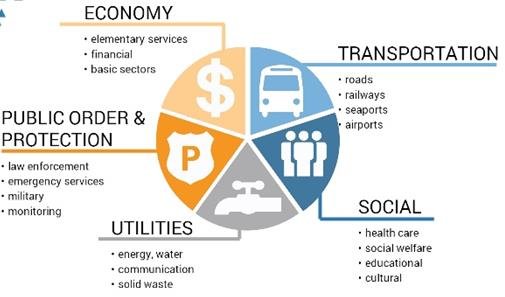 ECONOMY
• elementary services
• financial
• basic sectors
TRANSPORTATION
• roads
• railways
• seaports
• airports
$
PUBLIC ORDER &
PROTECTION
• law enforcement
• emergency services
• military
• monitoring
P
SOCIAL
• health care
• social welfare
• educational
• cultural
UTILITIES
• energy, water
• communication
• solid waste